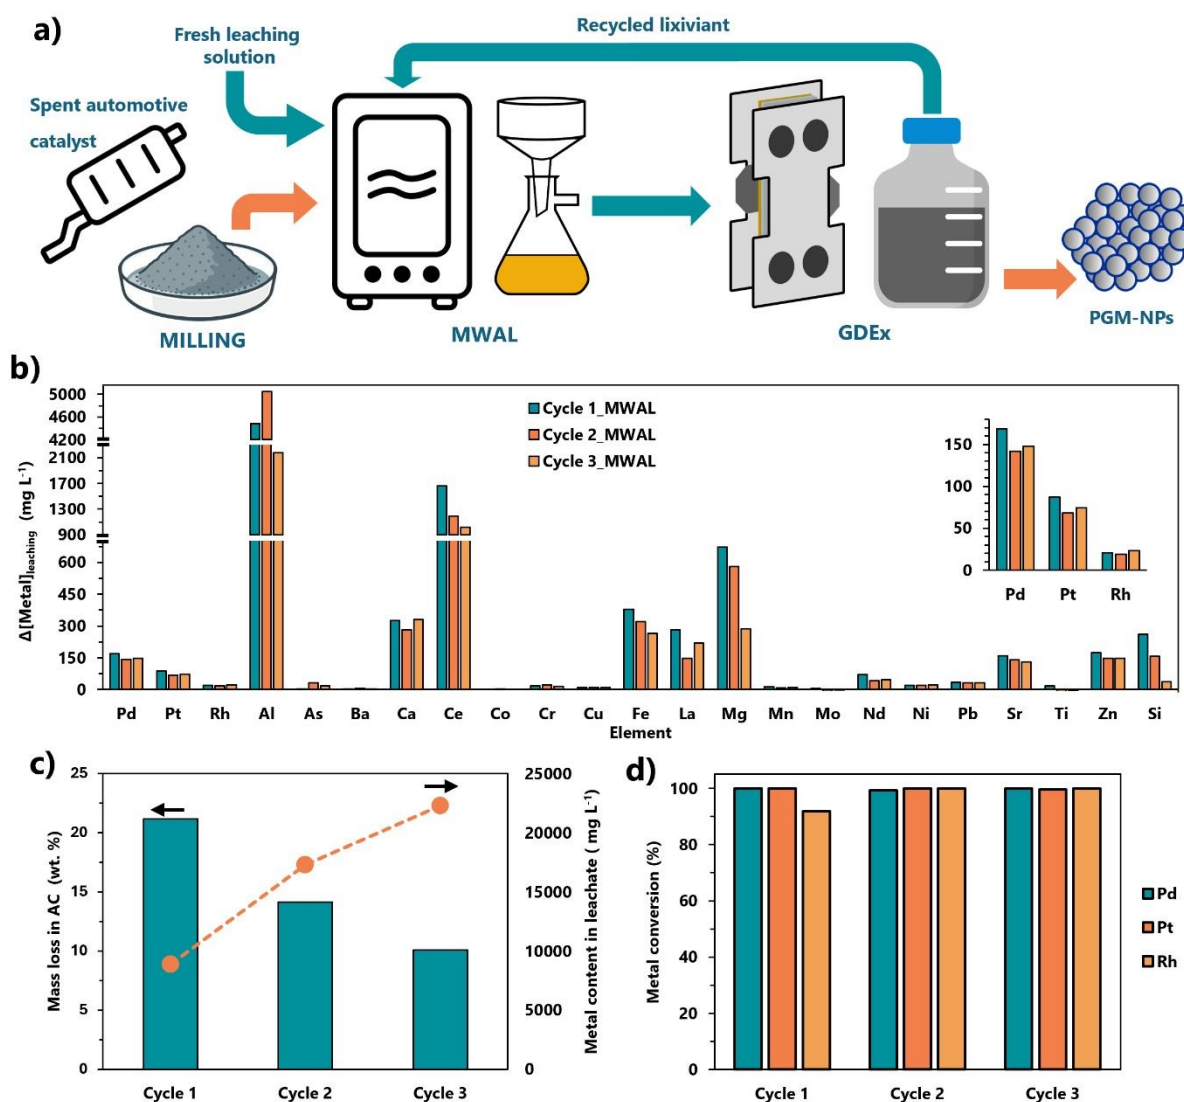 a)
Fresh leaching
solution
Recycled lixiviant
Spent automotive
catalyst
MILLING
MWAL
GDEx
PGM-NPs
b)
Δ[Metal]leaching (mg L-1)
5000
4600
4200
2100
1700
1300
900
600
450
300
150
0
Cycle 1_MWAL
Cycle 2_MWAL
Cycle 3_MWAL
150
100
50
0
Pd Pt Rh
Pd Pt Rh Al As Ba Ca Ce Co Cr Cu Fe La Mg Mn Mo Nd Ni Pb Sr Ti Zn Si
Element
c)
Mass loss in AC (wt. %)
25
20
15
10
5
0
25000
20000
15000
10000
5000
0
Metal content in leachate ( mg L-1)
Cycle 1 Cycle 2 Cycle 3
d)
Metal conversion (%)
100
80
60
40
20
0
Cycle 1 Cycle 2 Cycle 3
Pd
Pt
Rh